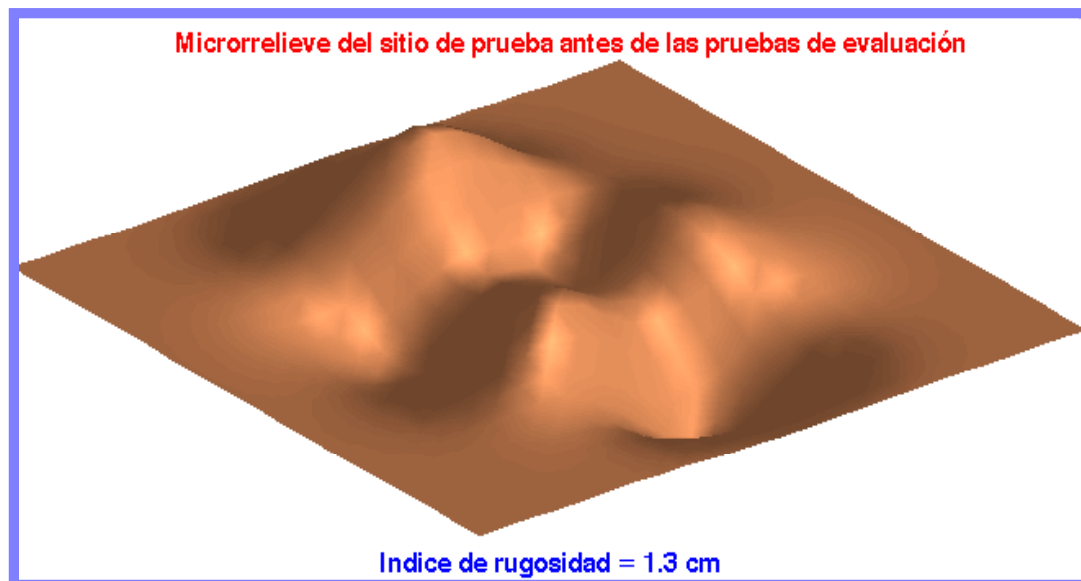 Microrrelieve del sitio de prueba antes de las pruebas de evaluación
Indice de rugosidad = 1.3 cm